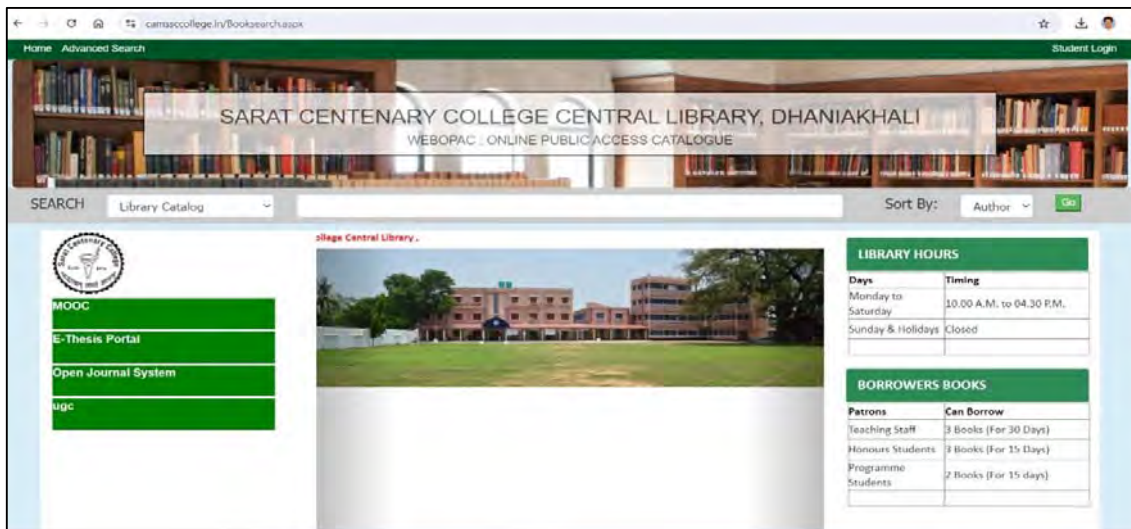 camsccollege.in/Booksearch.aspx
Home Advanced Search
Student Login
SARAT CENTENARY COLLEGE CENTRAL LIBRARY, DHANIAKHALI
WEBOPAC : ONLINE PUBLIC ACCESS CATALOGUE
SEARCH Library Catalog
Sort By: Author Go
Sarat Centenary College
MOOC
E-Thesis Portal
Open Journal System
ugc
ollege Central Library .
LIBRARY HOURS
Days Timing
Monday to
Saturday
10.00 A.M. to 04.30 P.M.
Sunday & Holidays Closed
BORROWERS BOOKS
Patrons Can Borrow
Teaching Staff 3 Books (For 30 Days)
Honours Students 3 Books (For 15 Days)
Programme
Students
2 Books (For 15 days)